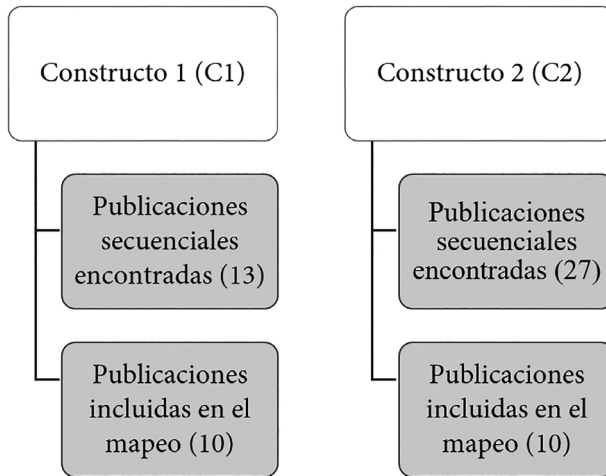 Constructo 1 (C1)
Publicaciones
secuenciales
encontradas (13)
Publicaciones
incluidas en el
mapeo (10)
Constructo 2 (C2)
Publicaciones
secuenciales
encontradas (27)
Publicaciones
incluidas en el
mapeo (10)